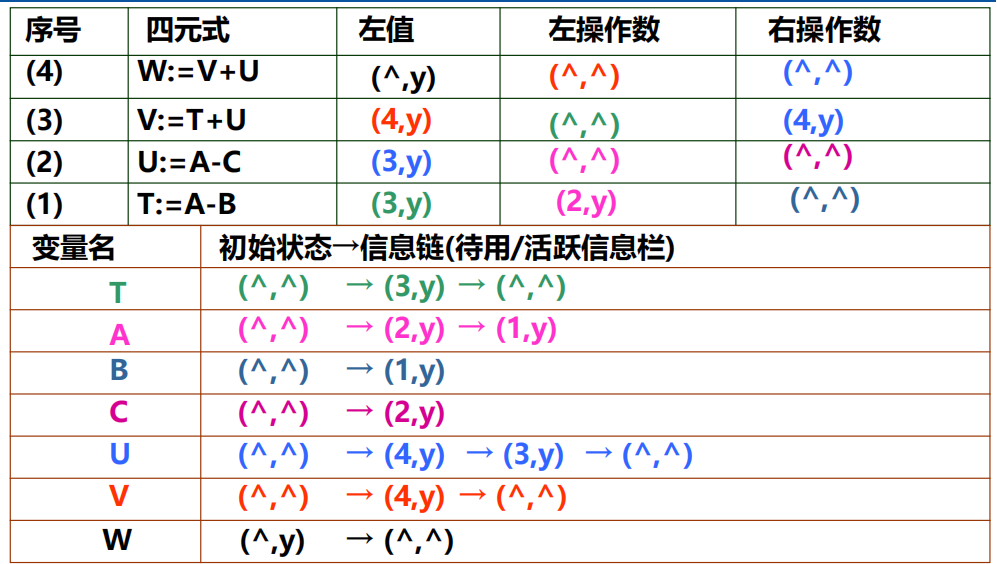 序号 四元式 左值 左操作数 右操作数
(4) W:=V+U (^,y) (^,^) (^,^)
(3) V:=T+U (4,y) (^,^) (4,y)
(2) U:=A-C (3,y) (^,^) (^,^)
(1) T:=A-B (3,y) (2,y) (^,^)
变量名 初始状态→信息链(待用/活跃信息栏)
T (^,^) → (3,y) → (^,^)
A (^,^) → (2,y) → (1,y)
B (^,^) → (1,y)
C (^,^) → (2,y)
U (^,^) → (4,y) → (3,y) → (^,^)
V (^,^) → (4,y) → (^,^)
W (^,y) → (^,^)